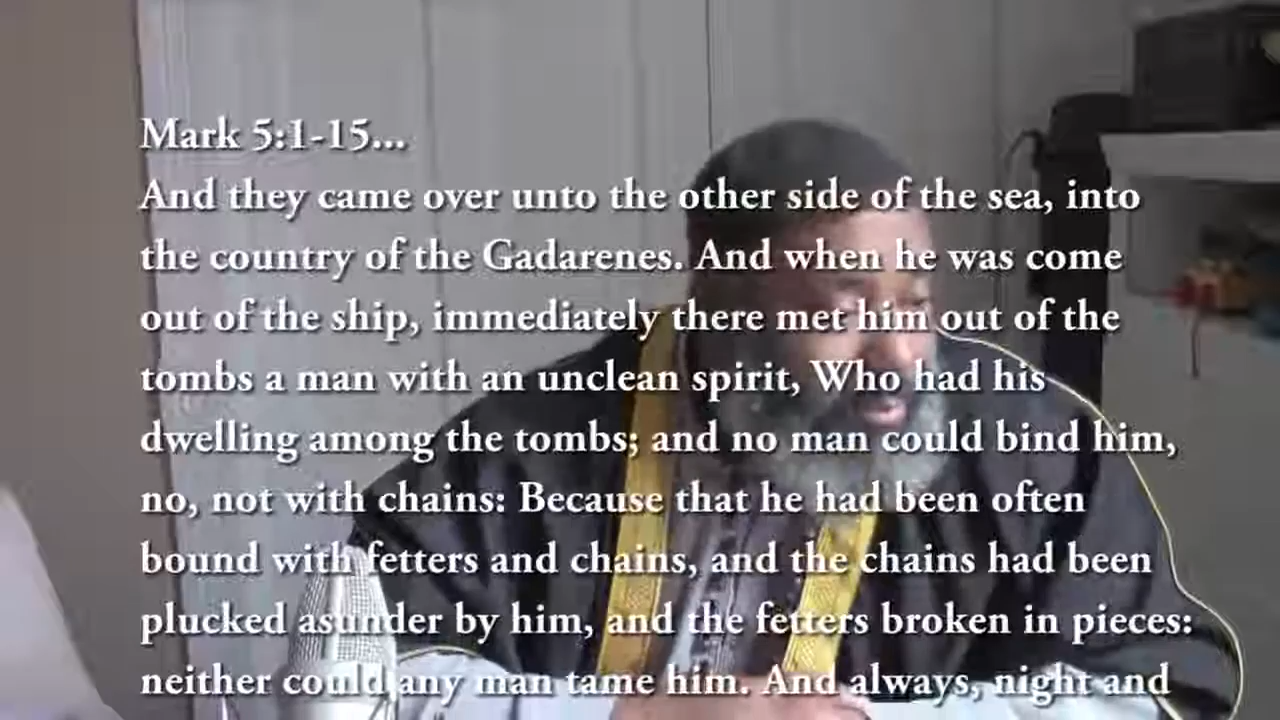 Mark 5:1-15...
And they came over unto the other side of the sea, into
the country of the Gadarenes. And when he was come
out of the ship, immediately there met him out of the
tombs a man with an unclean spirit, Who had his
dwelling among the tombs; and no man could bind him,
no, not with chains: Because that he had been often
bound with fetters and chains, and the chains had been
plucked asunder by him, and the fetters broken in pieces:
neither could any man tame him. And always, night and